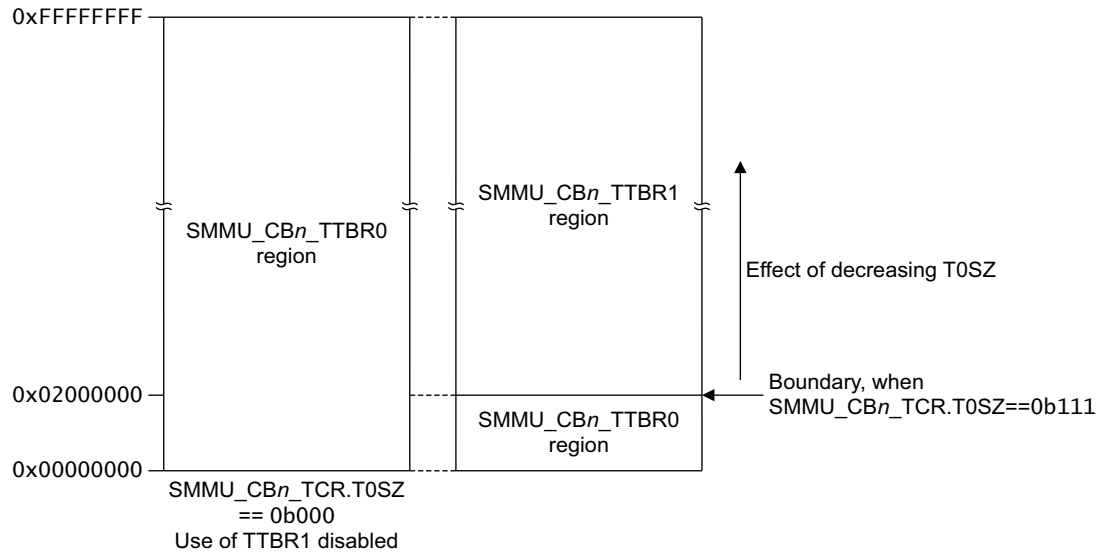 0xFFFFFFFF
SMMU_CBn_TTBR1
region
SMMU_CBn_TTBR0
region
Effect of decreasing T0SZ
0x02000000
Boundary, when
SMMU_CBn_TCR.T0SZ==0b111
SMMU_CBn_TTBR0
region
0x00000000
SMMU_CBn_TCR.T0SZ
== 0b000
Use of TTBR1 disabled